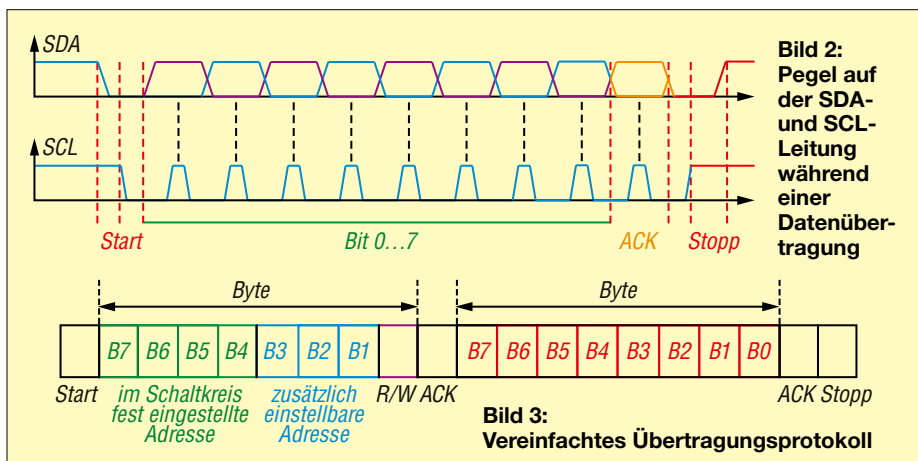 SDA
SCL
Start Bit 0...7 ACK Stopp
Bild 2:
Pegel auf
der SDA-
und SCL-
Leitung
während
einer
Datenüber-
tragung
Byte Byte
B7 B6 B5 B4 B3 B2 B1 B7 B6 B5 B4 B3 B2 B1 B0
Start im Schaltkreis zusätzlich R/W ACK ACK Stopp
fest eingestellte einstellbare
Adresse Adresse
Bild 3:
Vereinfachtes Übertragungsprotokoll